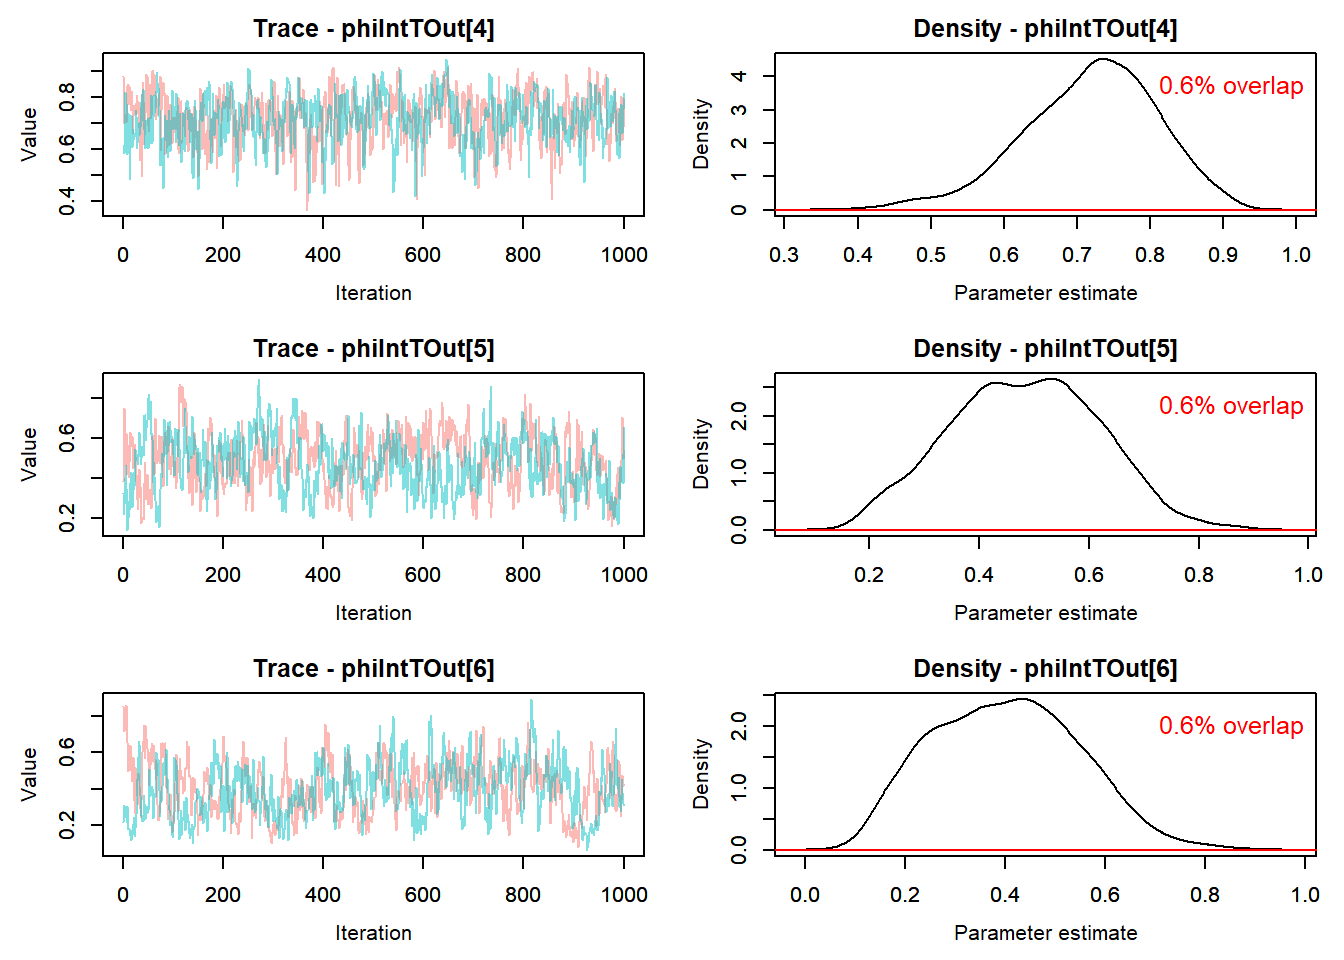 Trace - phiIntTOut[4]
Value
0.4 0.6 0.8
0 200 400 600 800 1000
Iteration
Density - phiIntTOut[4]
0.6% overlap
Density
0 1 2 3 4
0.3 0.4 0.5 0.6 0.7 0.8 0.9 1.0
Parameter estimate
Trace - phiIntTOut[5]
Value
0.2 0.6
0 200 400 600 800 1000
Iteration
Density - phiIntTOut[5]
0.6% overlap
Density
0.0 1.0 2.0
0.2 0.4 0.6 0.8 1.0
Parameter estimate
Trace - phiIntTOut[6]
Value
0.2 0.6
0 200 400 600 800 1000
Iteration
Density - phiIntTOut[6]
0.6% overlap
Density
0.0 1.0 2.0
0.0 0.2 0.4 0.6 0.8 1.0
Parameter estimate